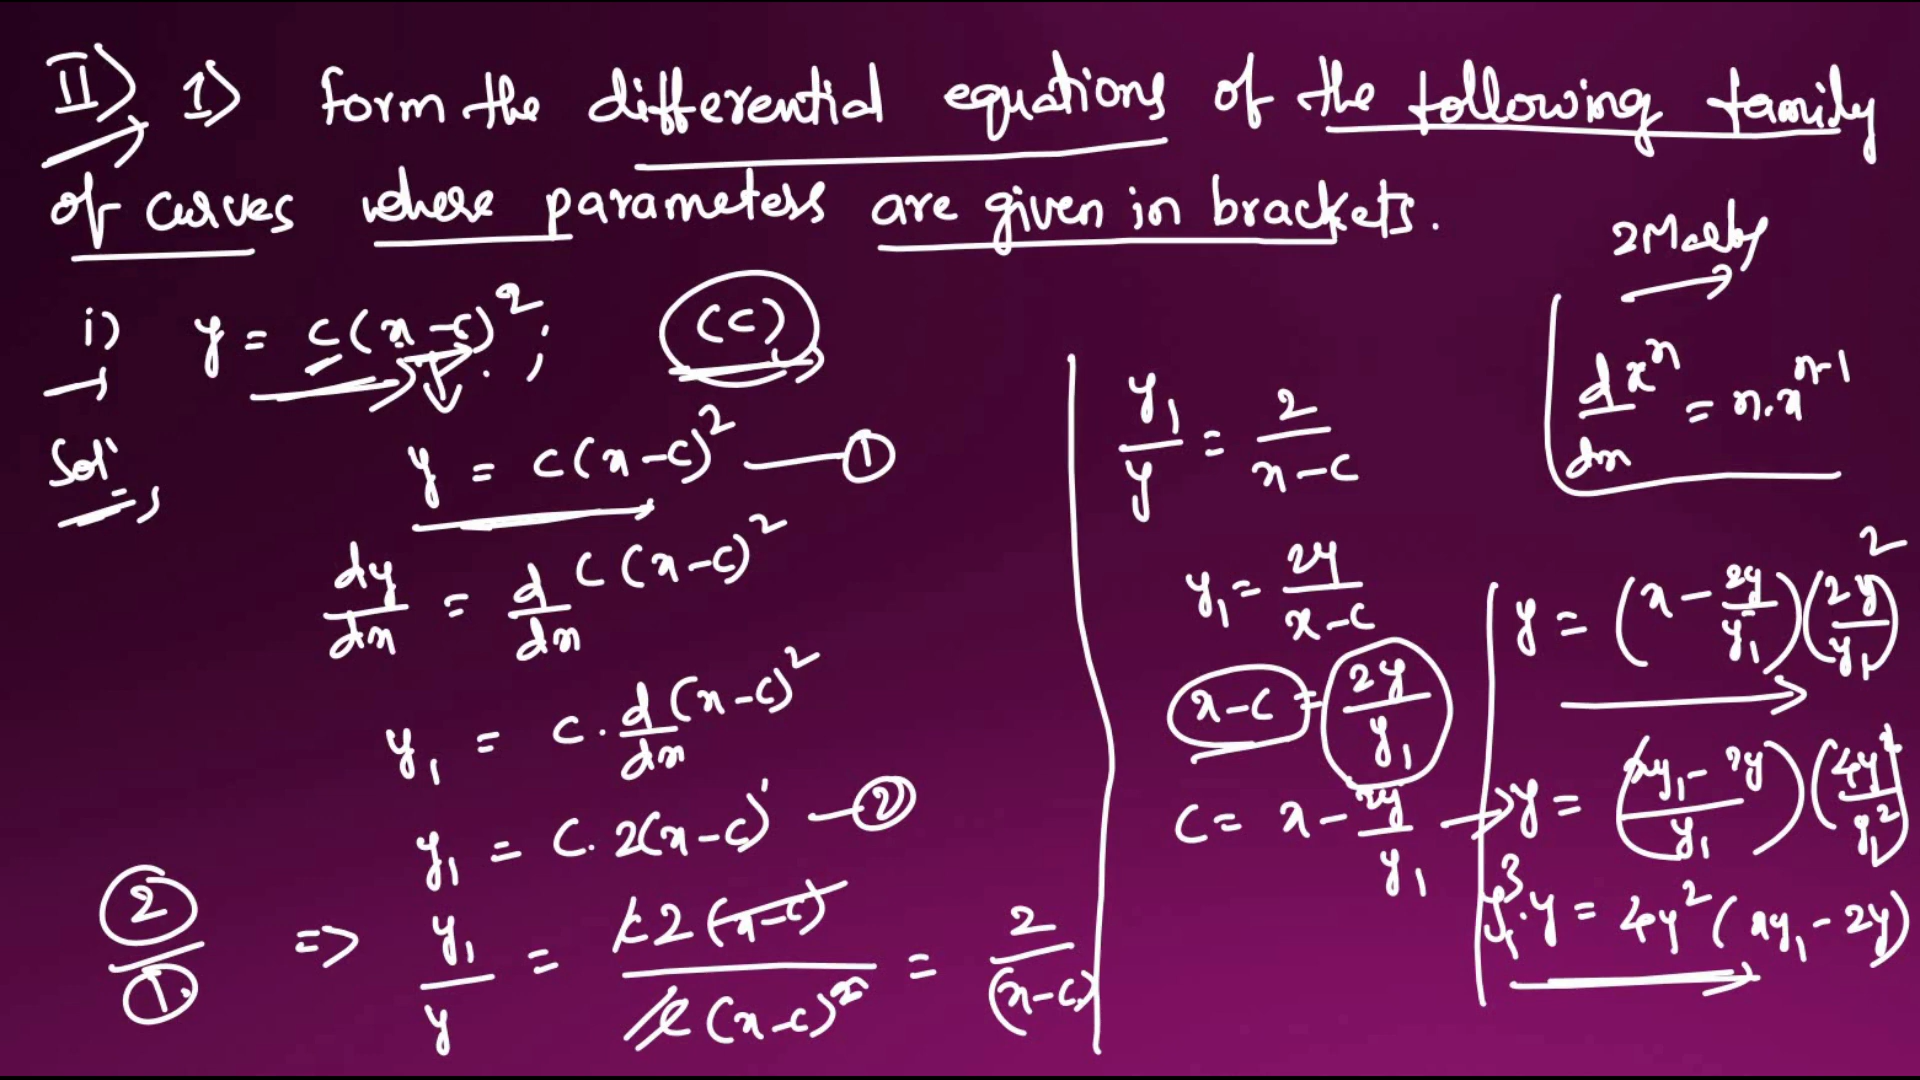 II) 1) Form the differential equations of the following family
of curves where parameters are given in brackets.
2Marks
i) y = c(x-c)²; (c)
Sol:
y = c(x-c)² — ①
dy/dx = d/dx c(x-c)²
y₁ = c. d/dx (x-c)²
y₁ = c. 2(x-c)¹ — ②
②/① => y₁/y = c2(x-c)/c(x-c)² = 2/(x-c)
y₁/y = 2/x-c
y₁ = 2y/x-c
x-c = 2y/y₁
c = x - 2y/y₁
d/dx xⁿ = n.xⁿ⁻¹
y = (x - 2y/y₁)(2y/y₁)²
y = (xy₁ - 2y/y₁)(4y²/y₁²)
y₁³.y = 4y²(xy₁ - 2y)